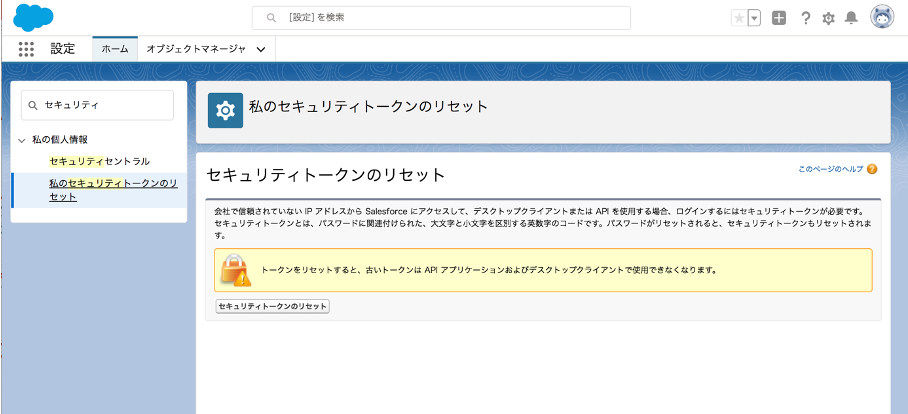 [設定] を検索
設定
ホーム
オブジェクトマネージャ
セキュリティ
私の個人情報
セキュリティセントラル
私のセキュリティトークンのリ
セット
私のセキュリティトークンのリセット
セキュリティトークンのリセット
このページのヘルプ
会社で信頼されていない IP アドレスから Salesforce にアクセスして、デスクトップクライアントまたは API を使用する場合、ログインするにはセキュリティトークンが必要です。
セキュリティトークンとは、パスワードに関連付けられた、大文字と小文字を区別する英数字のコードです。パスワードがリセットされると、セキュリティトークンもリセットされま
す。
トークンをリセットすると、古いトークンは API アプリケーションおよびデスクトップクライアントで使用できなくなります。
セキュリティトークンのリセット